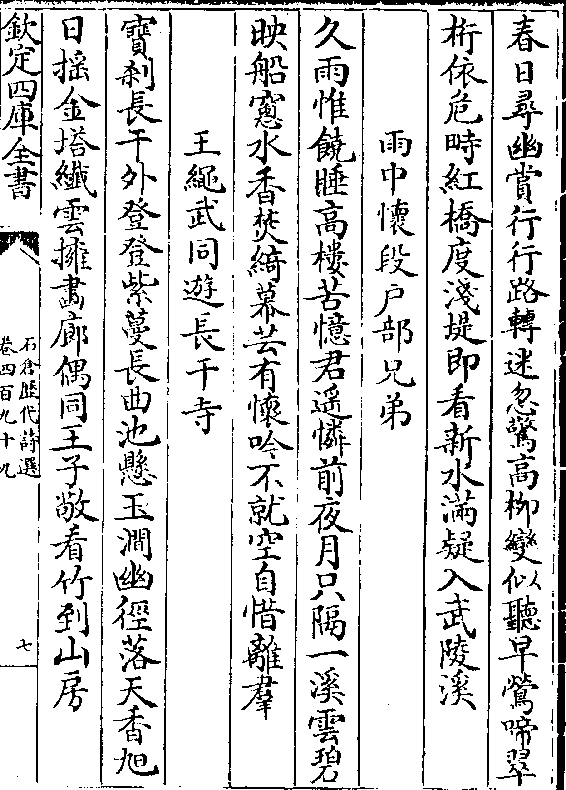 春日尋幽賞行行路轉迷忽驚高柳變似聽早鶯啼翠
桁依危時紅橋度淺堤即看新水滿疑入武陵溪
雨中懷段户部兄弟
久雨惟饒睡高樓苦憶君遥憐前夜月只隔一溪雲碧
映船窻水香焚綺幕芸有懷吟不就空自惜離羣
王繩武同遊長干寺
寶刹長干外登登紫蔓長曲池懸玉澗幽徑落天香旭
日揺金塔纎雲擁畵廊偶同王子敬看竹到山房
欽定四庫全書
石倉歴代詩選
卷四百九十九
七